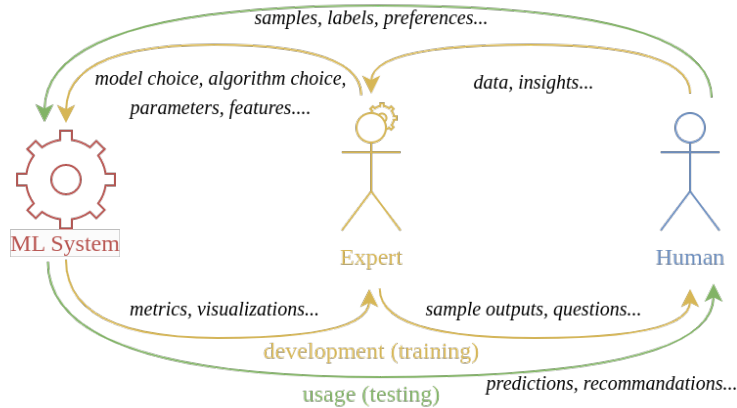 samples, labels, preferences...
model choice, algorithm choice,
parameters, features....
data, insights...
ML System
Expert
Human
metrics, visualizations...
sample outputs, questions...
development (training)
predictions, recommandations...
usage (testing)